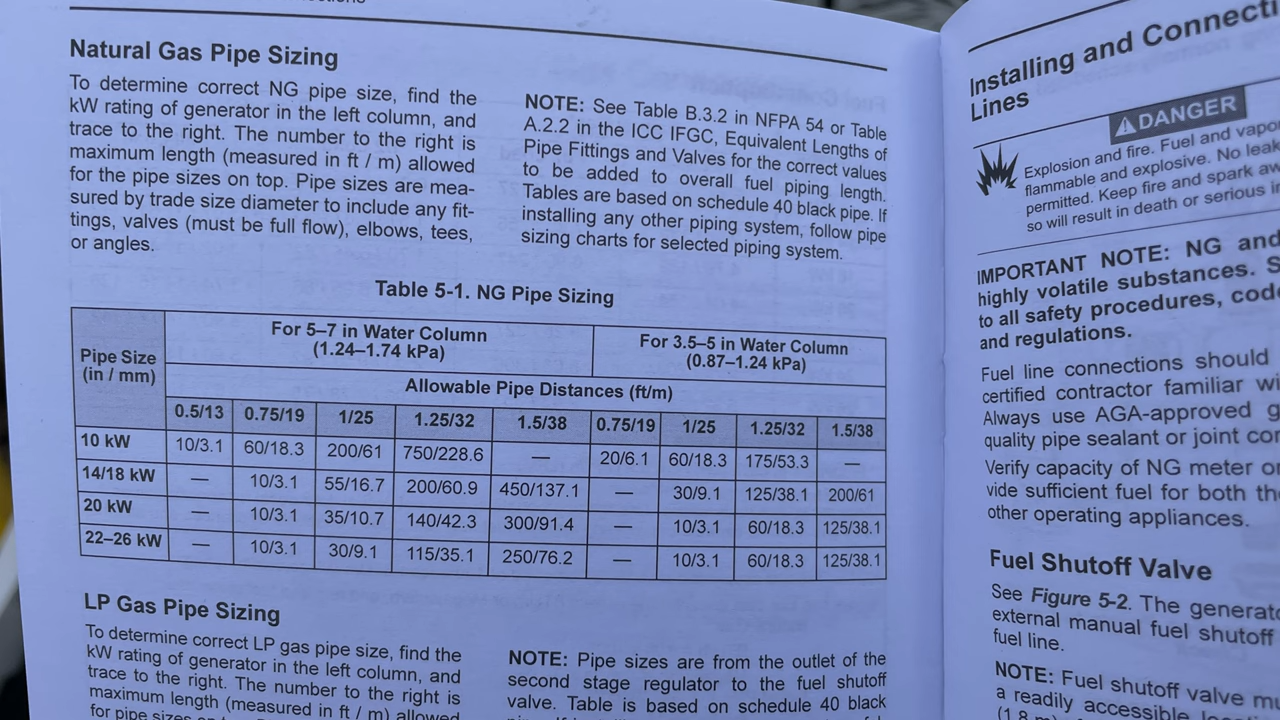 Natural Gas Pipe Sizing
To determine correct NG pipe size, find the
kW rating of generator in the left column, and
trace to the right. The number to the right is
maximum length (measured in ft / m) allowed
for the pipe sizes on top. Pipe sizes are mea-
sured by trade size diameter to include any fit-
tings, valves (must be full flow), elbows, tees,
or angles.
NOTE: See Table B.3.2 in NFPA 54 or Table
A.2.2 in the ICC IFGC, Equivalent Lengths of
Pipe Fittings and Valves for the correct values
to be added to overall fuel piping length.
Tables are based on schedule 40 black pipe. If
installing any other piping system, follow pipe
sizing charts for selected piping system.
Table 5-1. NG Pipe Sizing
Pipe Size
(in / mm)
For 5–7 in Water Column
(1.24–1.74 kPa)
For 3.5–5 in Water Column
(0.87–1.24 kPa)
Allowable Pipe Distances (ft/m)
0.5/13 0.75/19 1/25 1.25/32 1.5/38 0.75/19 1/25 1.25/32 1.5/38
10 kW 10/3.1 60/18.3 200/61 750/228.6 — 20/6.1 60/18.3 175/53.3 —
14/18 kW — 10/3.1 55/16.7 200/60.9 450/137.1 — 30/9.1 125/38.1 200/61
20 kW — 10/3.1 35/10.7 140/42.3 300/91.4 — 10/3.1 60/18.3 125/38.1
22–26 kW — 10/3.1 30/9.1 115/35.1 250/76.2 — 10/3.1 60/18.3 125/38.1
LP Gas Pipe Sizing
To determine correct LP gas pipe size, find the
kW rating of generator in the left column, and
trace to the right. The number to the right is
maximum length (measured in ft / m) allowed
for pipe sizes
NOTE: Pipe sizes are from the outlet of the
second stage regulator to the fuel shutoff
valve. Table is based on schedule 40 black
Installing and Connecti
Lines
DANGER
Explosion and fire. Fuel and vapo
flammable and explosive. No leak
permitted. Keep fire and spark aw
so will result in death or serious in
IMPORTANT NOTE: NG and
highly volatile substances. S
to all safety procedures, code
and regulations.
Fuel line connections should
certified contractor familiar wi
Always use AGA-approved g
quality pipe sealant or joint com
Verify capacity of NG meter or
vide sufficient fuel for both the
other operating appliances.
Fuel Shutoff Valve
See Figure 5-2. The generato
external manual fuel shutoff
fuel line.
NOTE: Fuel shutoff valve mu
a readily accessible
(1.8 m)